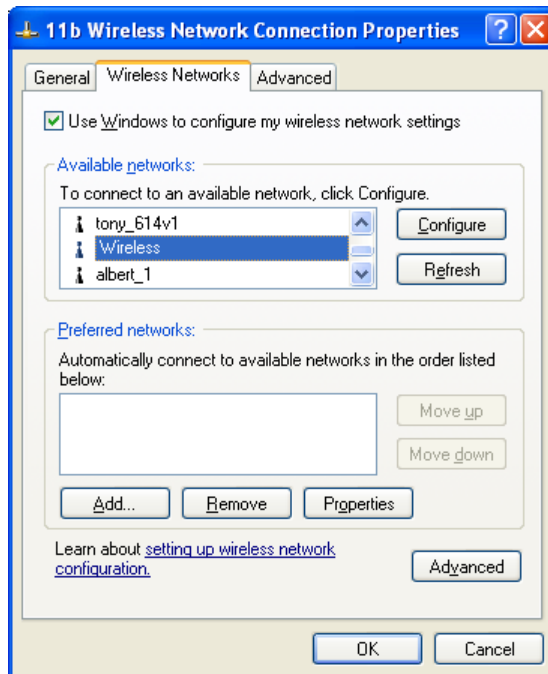 11b Wireless Network Connection Properties
General Wireless Networks Advanced
Use Windows to configure my wireless network settings
Available networks:
To connect to an available network, click Configure.
tony_614v1
Wireless
albert_1
Configure
Refresh
Preferred networks:
Automatically connect to available networks in the order listed
below:
Move up
Move down
Add... Remove Properties
Learn about setting up wireless network
configuration.
Advanced
OK Cancel